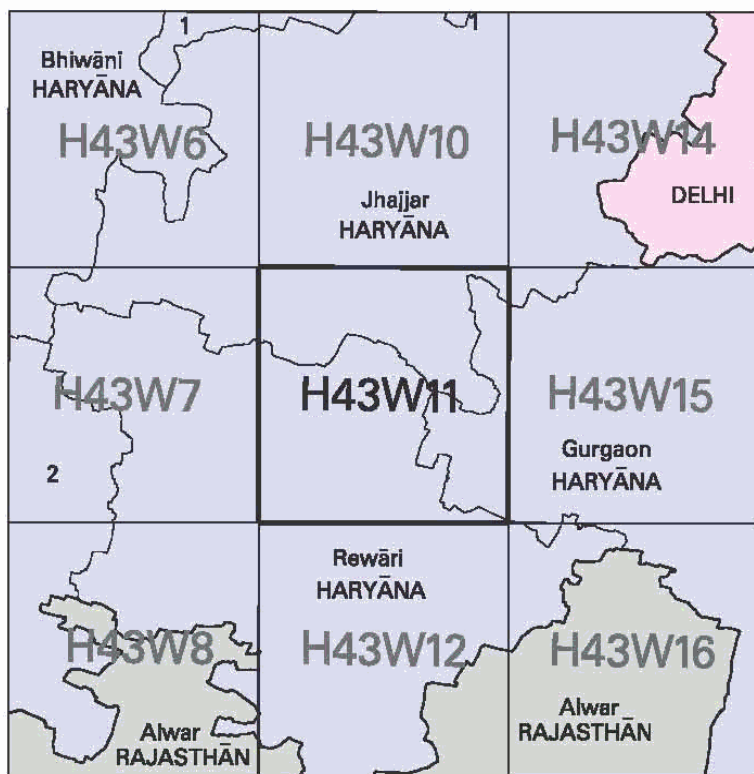 1
1
Bhiwāni
HARYĀNA
H43W6
H43W10
H43W14
Jhajjar
HARYĀNA
DELHI
H43W7
H43W11
H43W15
2
Gurgaon
HARYĀNA
Rewāri
HARYĀNA
H43W8
H43W12
H43W16
Alwar
RAJASTHĀN
Alwar
RAJASTHĀN